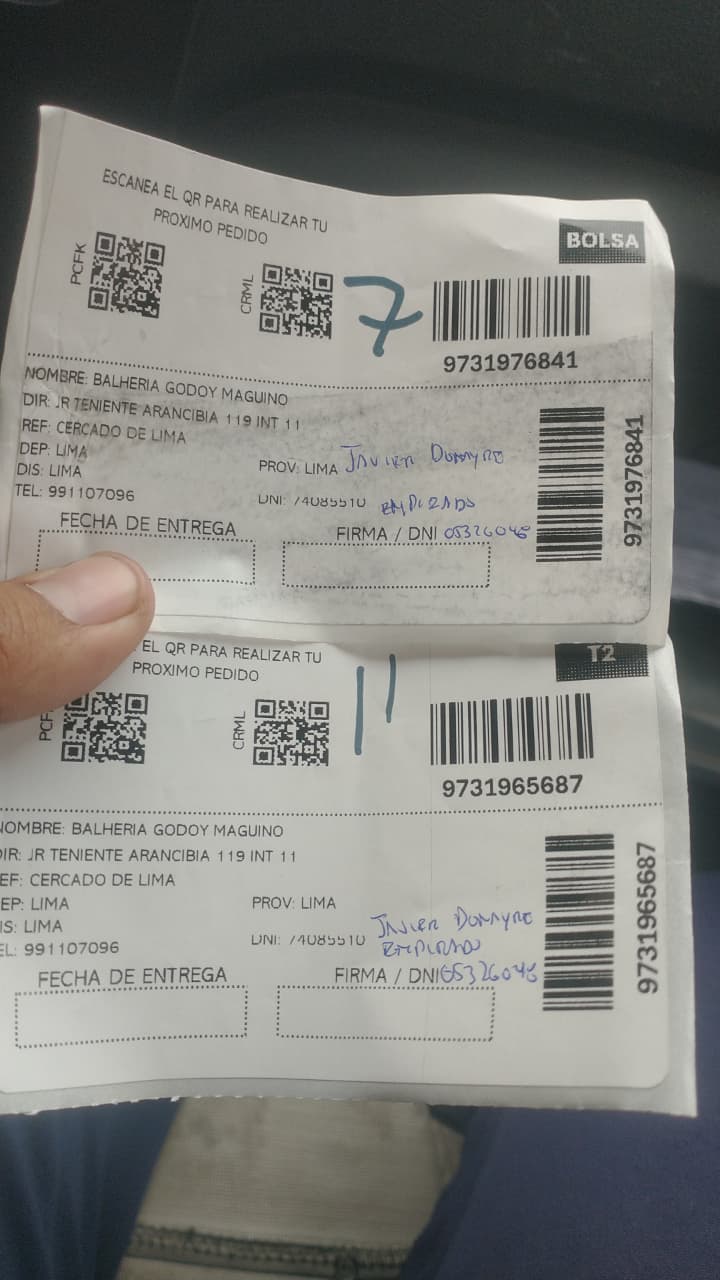 ESCANEA EL QR PARA REALIZAR TU
PROXIMO PEDIDO
BOLSA
PCFK
CRML
7
9731976841
NOMBRE: BALHERIA GODOY MAGUINO
DIR: JR TENIENTE ARANCIBIA 119 INT 11
REF: CERCADO DE LIMA
DEP: LIMA
PROV: LIMA
DIS: LIMA
TEL: 991107096
DNI: 74085510
Javier
9731976841
FECHA DE ENTREGA
FIRMA / DNI 05326048
EL QR PARA REALIZAR TU
PROXIMO PEDIDO
T2
PCF
CRML
11
9731965687
NOMBRE: BALHERIA GODOY MAGUINO
DIR: JR TENIENTE ARANCIBIA 119 INT 11
EF: CERCADO DE LIMA
EP: LIMA
PROV: LIMA
IS: LIMA
EL: 991107096
DNI: 74085510
Javier
9731965687
FECHA DE ENTREGA
FIRMA / DNI 05326048